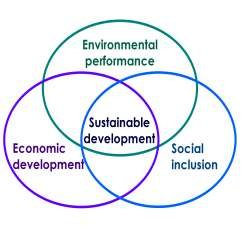 Environmental
performance
Sustainable
development
Economic
development
Social
inclusion